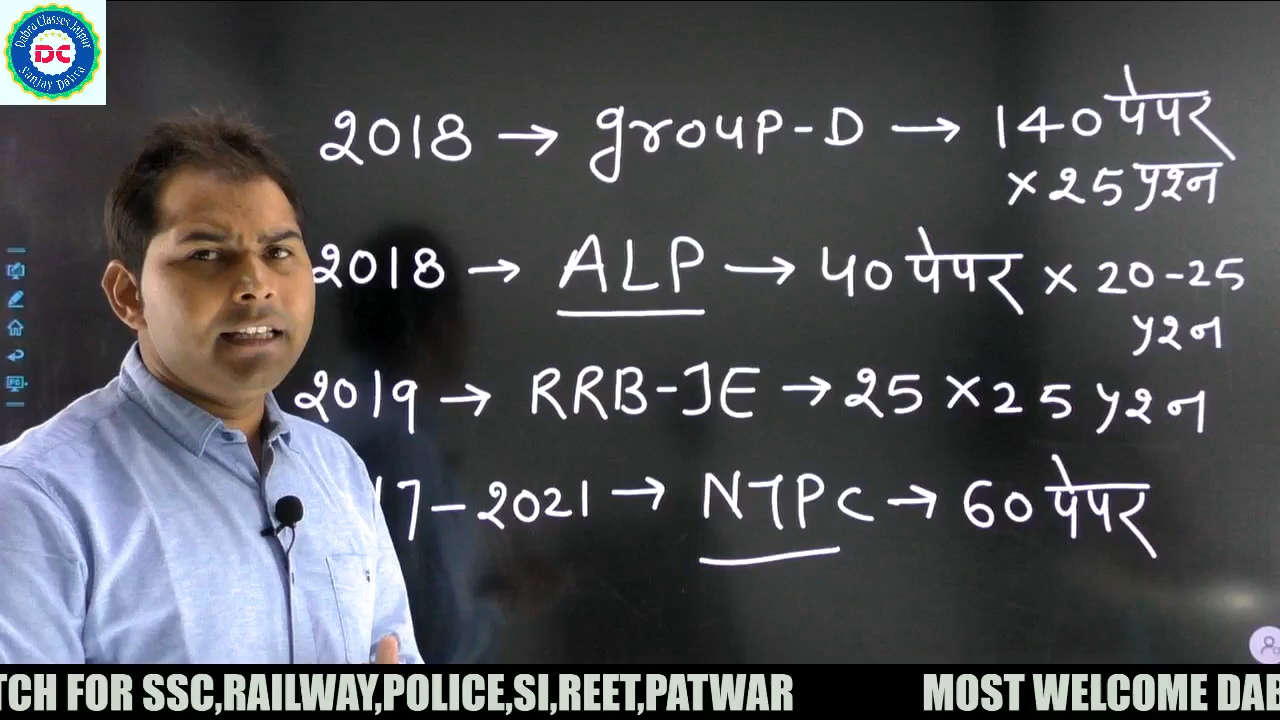 Dabra Classes Jaipur
DC
Sanjay Dabra
2018 → group-D → 140 पेपर
× 25 प्रश्न
2018 → ALP → 40 पेपर × 20-25
प्रश्न
2019 → RRB-JE → 25 × 25 प्रश्न
17-2021 → NTPC → 60 पेपर
TCH FOR SSC,RAILWAY,POLICE,SI,REET,PATWAR MOST WELCOME DAB